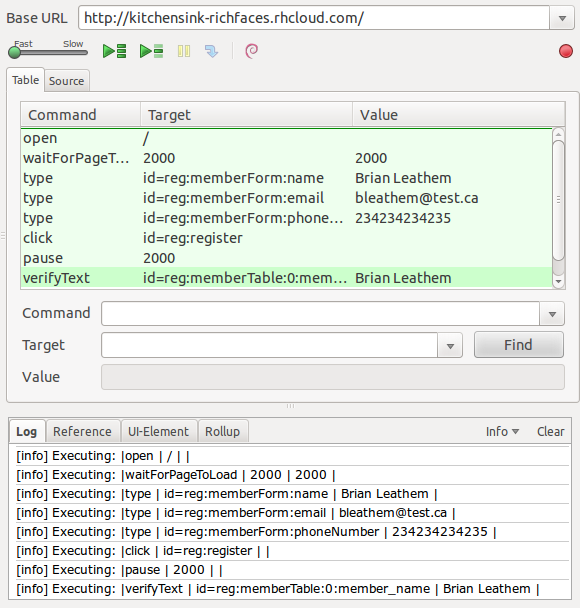 Base URL http://kitchensink-richfaces.rhcloud.com/
Fast Slow
Table Source
Command Target Value
open /
waitForPageT... 2000 2000
type id=reg:memberForm:name Brian Leathem
type id=reg:memberForm:email bleathem@test.ca
type id=reg:memberForm:phone... 234234234235
click id=reg:register
pause 2000
verifyText id=reg:memberTable:0:mem... Brian Leathem
Command
Target Find
Value
Log Reference UI-Element Rollup Info Clear
[info] Executing: |open | / | |
[info] Executing: |waitForPageToLoad | 2000 | 2000 |
[info] Executing: |type | id=reg:memberForm:name | Brian Leathem |
[info] Executing: |type | id=reg:memberForm:email | bleathem@test.ca |
[info] Executing: |type | id=reg:memberForm:phoneNumber | 234234234235 |
[info] Executing: |click | id=reg:register | |
[info] Executing: |pause | 2000 | |
[info] Executing: |verifyText | id=reg:memberTable:0:member_name | Brian Leathem |